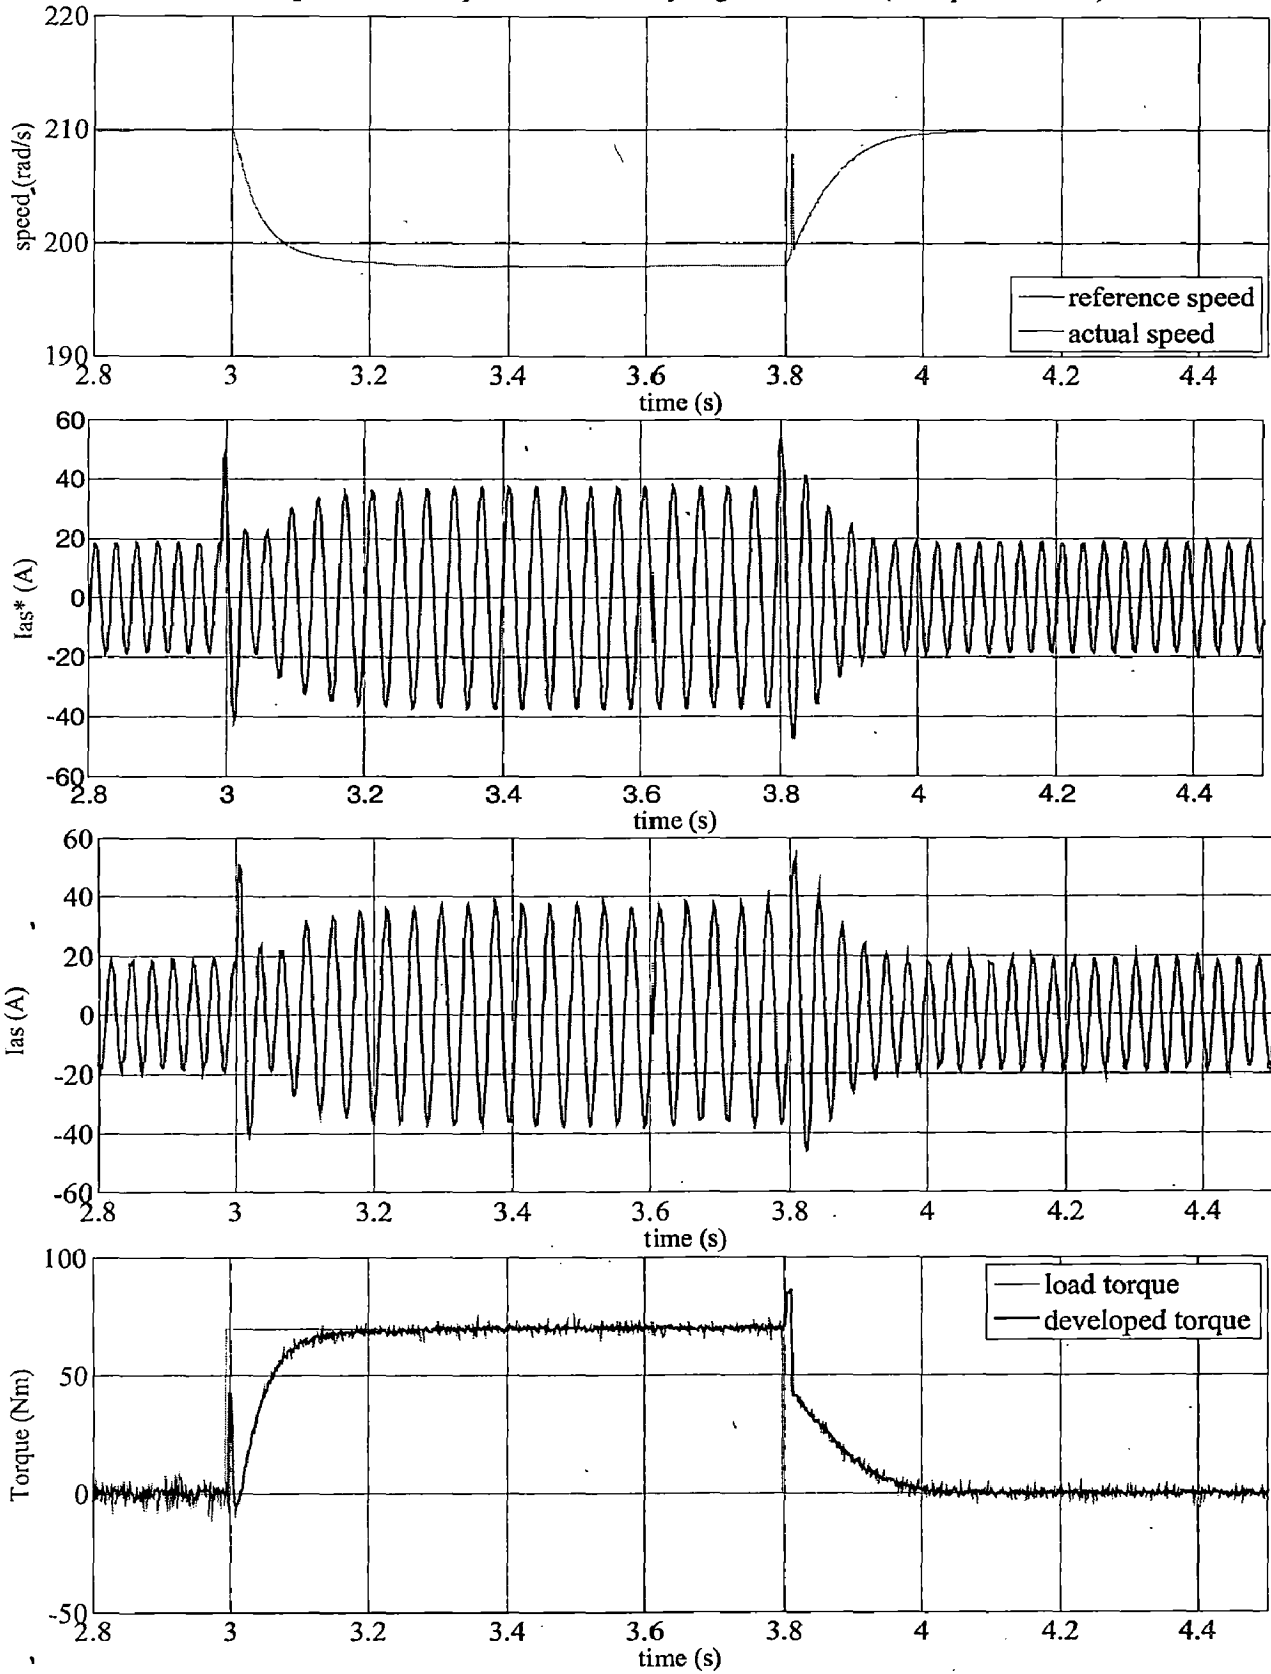 220
210
200
190
speed (rad/s)
reference speed
actual speed
2.8 3 3.2 3.4 3.6 3.8 4 4.2 4.4
time (s)
60
40
20
0
-20
-40
-60
Ias* (A)
2.8 3 3.2 3.4 3.6 3.8 4 4.2 4.4
time (s)
60
40
20
0
-20
-40
-60
Ias (A)
2.8 3 3.2 3.4 3.6 3.8 4 4.2 4.4
time (s)
100
50
0
-50
Torque (Nm)
load torque
developed torque
2.8 3 3.2 3.4 3.6 3.8 4 4.2 4.4
time (s)